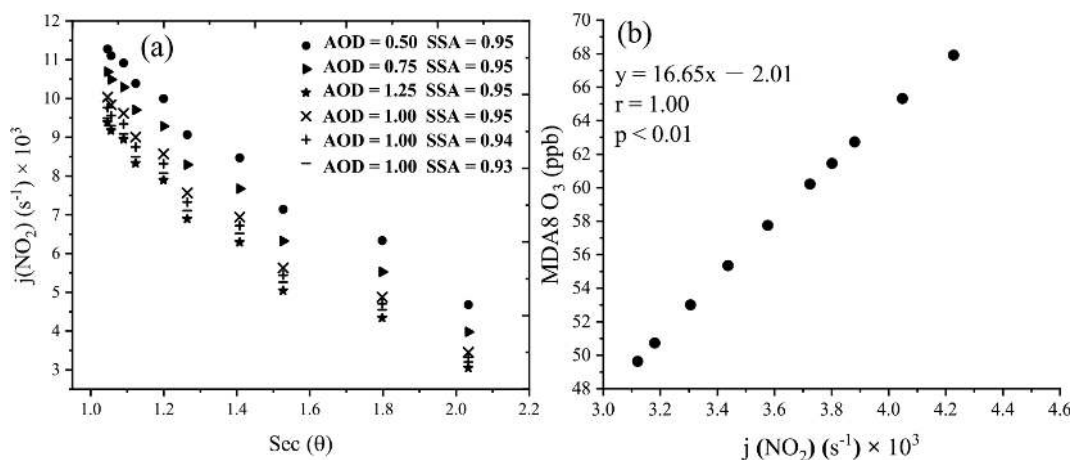 (a)
AOD = 0.50 SSA = 0.95
AOD = 0.75 SSA = 0.95
AOD = 1.25 SSA = 0.95
AOD = 1.00 SSA = 0.95
AOD = 1.00 SSA = 0.94
AOD = 1.00 SSA = 0.93
12
11
10
9
8
7
6
5
4
3
j(NO₂) (s⁻¹) × 10³
1.0 1.2 1.4 1.6 1.8 2.0 2.2
Sec (θ)
(b)
y = 16.65x − 2.01
r = 1.00
p < 0.01
70
68
66
64
62
60
58
56
54
52
50
48
MDA8 O₃ (ppb)
3.0 3.2 3.4 3.6 3.8 4.0 4.2 4.4 4.6
j (NO₂) (s⁻¹) × 10³